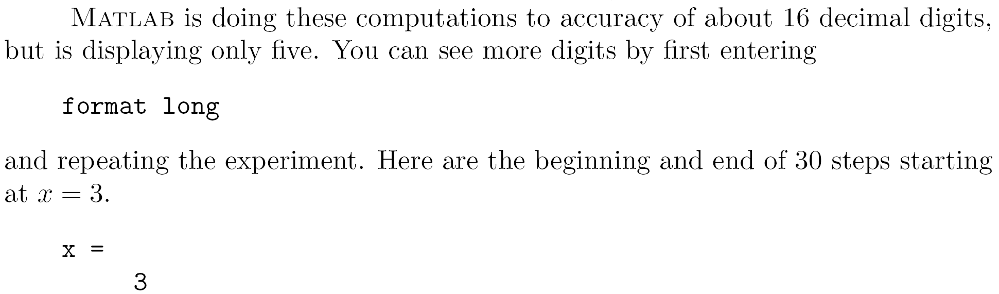 MATLAB is doing these computations to accuracy of about 16 decimal digits,
but is displaying only five. You can see more digits by first entering
format long
and repeating the experiment. Here are the beginning and end of 30 steps starting
at x = 3.
x =
3